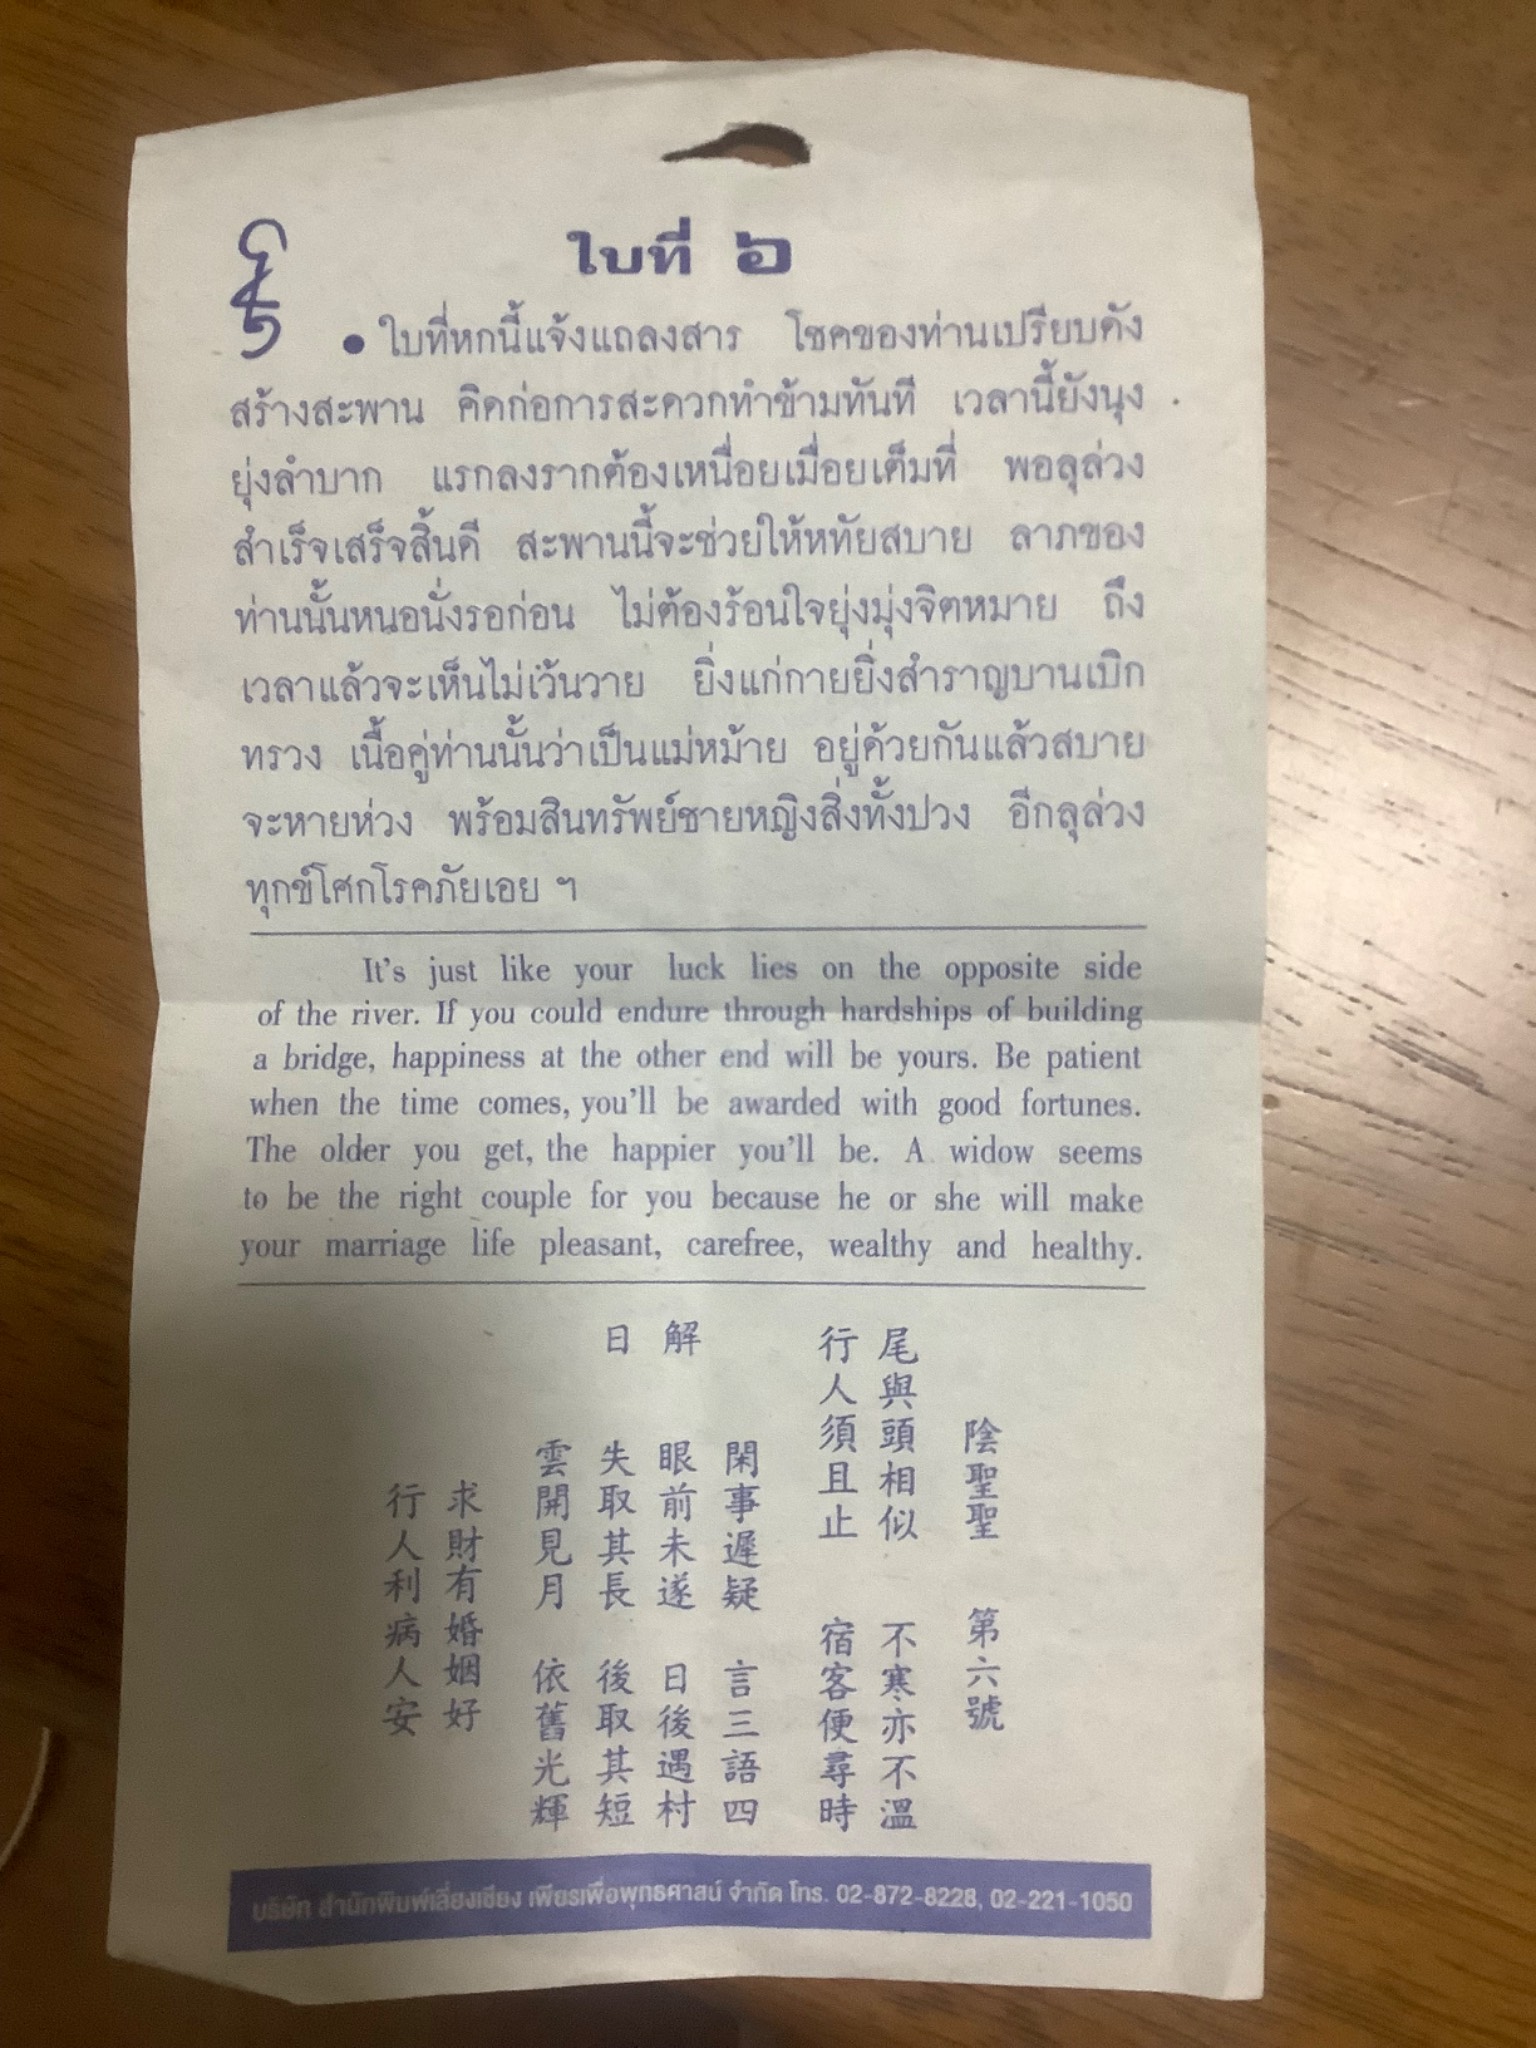 ใบที่ ๖
• ใบที่หกนี้แจ้งแถลงสาร โชคของท่านเปรียบดัง
สร้างสะพาน คิดก่อการสะดวกทำข้ามทันที เวลานี้ยังนุง
ยุ่งลำบาก แรกลงรากต้องเหนื่อยเมื่อยเต็มที่ พอลุล่วง
สำเร็จเสร็จสิ้นดี สะพานนี้จะช่วยให้หทัยสบาย ลาภของ
ท่านนั้นหนอนั่งรอก่อน ไม่ต้องร้อนใจยุ่งมุ่งจิตหมาย ถึง
เวลาแล้วจะเห็นไม่เว้นวาย ยิ่งแก่กายยิ่งสำราญบานเบิก
ทรวง เนื้อคู่ท่านนั้นว่าเป็นแม่หม้าย อยู่ด้วยกันแล้วสบาย
จะหายห่วง พร้อมสินทรัพย์ชายหญิงสิ่งทั้งปวง อีกลุล่วง
ทุกข์โศกโรคภัยเอย ฯ
It's just like your luck lies on the opposite side
of the river. If you could endure through hardships of building
a bridge, happiness at the other end will be yours. Be patient
when the time comes, you'll be awarded with good fortunes.
The older you get, the happier you'll be. A widow seems
to be the right couple for you because he or she will make
your marriage life pleasant, carefree, wealthy and healthy.
陰聖聖 第六號
尾與頭相似 不寒亦不溫
行人須且止 宿客便尋時
解
日
閑事遲疑 言三語四
眼前未遂 日後遇村
失取其長 後取其短
雲開見月 依舊光輝
求財有婚姻好
行人利病人安
บริษัท สำนักพิมพ์เลี่ยงเชียง เพียรเพื่อพุทธศาสน์ จำกัด โทร. 02-872-8228, 02-221-1050